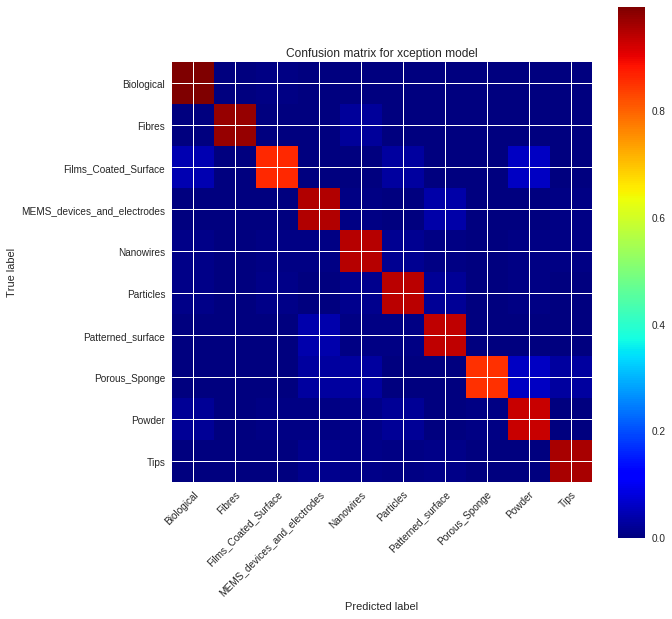 Confusion matrix for xception model
True label
Biological
Fibres
Films_Coated_Surface
MEMS_devices_and_electrodes
Nanowires
Particles
Patterned_surface
Porous_Sponge
Powder
Tips
Biological
Fibres
Films_Coated_Surface
MEMS_devices_and_electrodes
Nanowires
Particles
Patterned_surface
Porous_Sponge
Powder
Tips
Predicted label
0.8
0.6
0.4
0.2
0.0